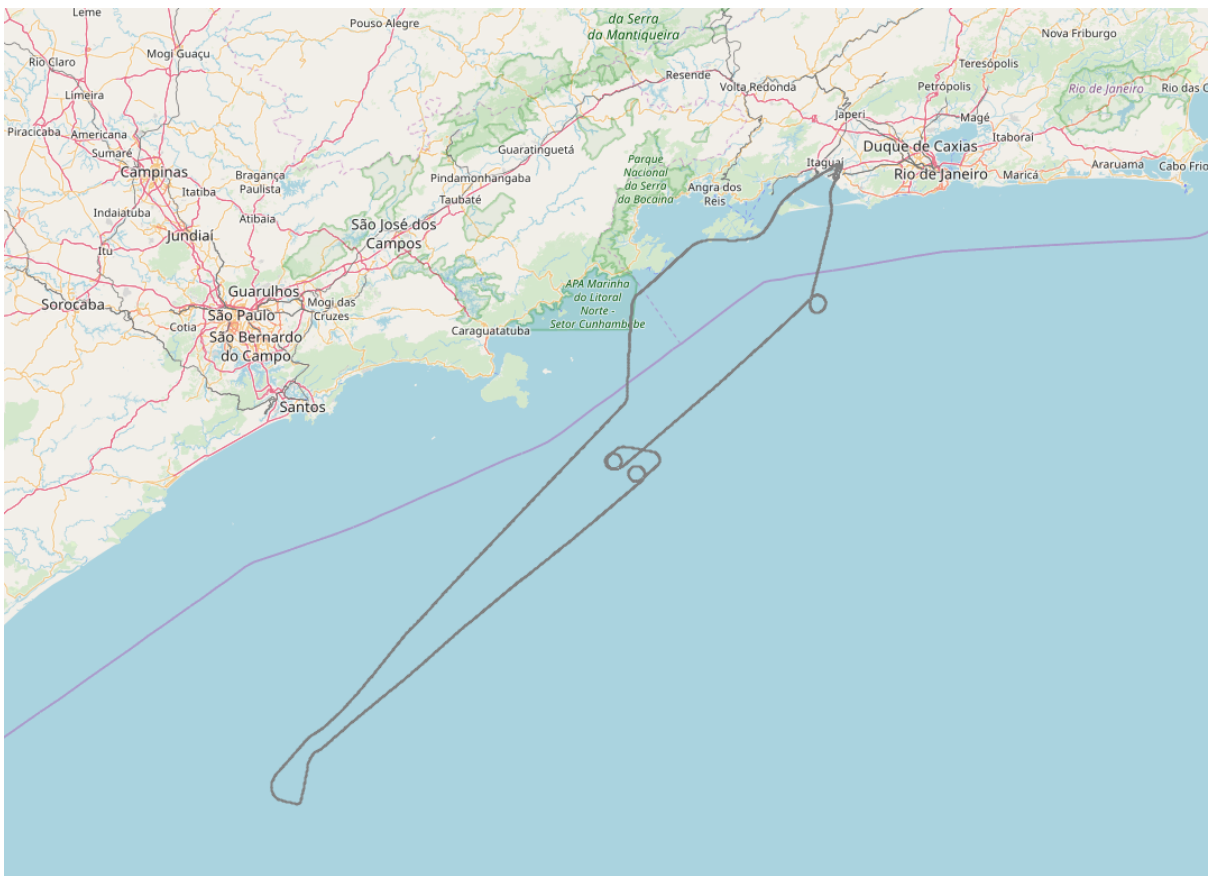 Leme
Pouso Alegre
da Serra
da Mantiqueira
Nova Friburgo
Mogi Guaçu
Rio Claro
Teresópolis
Resende
Volta Redonda
Petrópolis
Rio de Janeiro
Rio das O
Limeira
Piracicaba
Americana
Japeri
Magé
Sumaré
Guaratinguetá
Duque de Caxias
Itaboraí
Campinas
Parque
Nacional
da Serra
da Bocaina
Itaguaí
Rio de Janeiro
Maricá
Araruama
Cabo Frio
Bragança
Paulista
Pindamonhangaba
Itatiba
Taubaté
Angra dos
Reis
Indaiatuba
Atibaia
São José dos
Campos
Jundiaí
Itu
Guarulhos
APA Marinha
do Litoral
Norte -
Setor Cunhambebe
Sorocaba
Mogi das
Cruzes
São Paulo
Cotia
São Bernardo
do Campo
Caraguatatuba
Santos